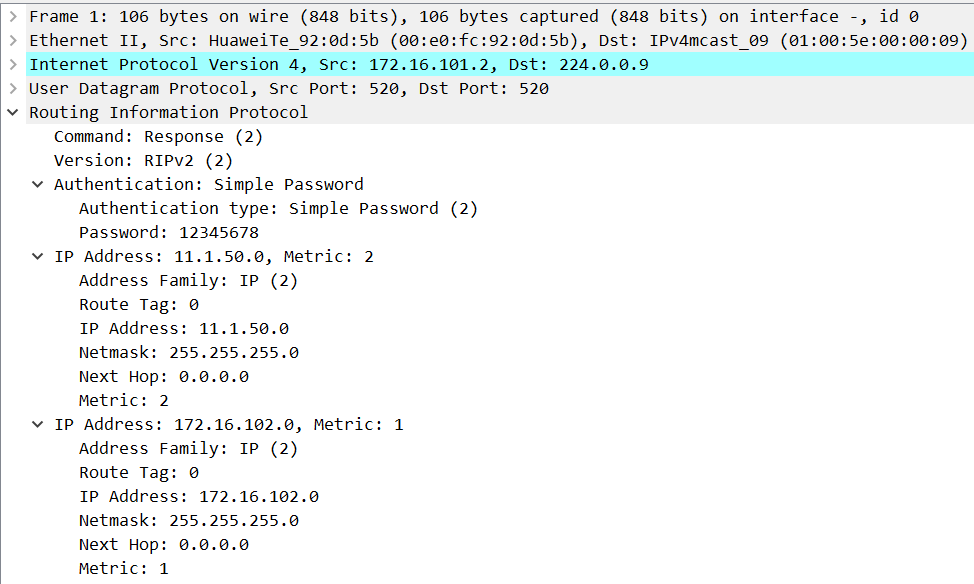 Frame 1: 106 bytes on wire (848 bits), 106 bytes captured (848 bits) on interface -, id 0
Ethernet II, Src: HuaweiTe_92:0d:5b (00:e0:fc:92:0d:5b), Dst: IPv4mcast_09 (01:00:5e:00:00:09)
Internet Protocol Version 4, Src: 172.16.101.2, Dst: 224.0.0.9
User Datagram Protocol, Src Port: 520, Dst Port: 520
Routing Information Protocol
Command: Response (2)
Version: RIPv2 (2)
Authentication: Simple Password
Authentication type: Simple Password (2)
Password: 12345678
IP Address: 11.1.50.0, Metric: 2
Address Family: IP (2)
Route Tag: 0
IP Address: 11.1.50.0
Netmask: 255.255.255.0
Next Hop: 0.0.0.0
Metric: 2
IP Address: 172.16.102.0, Metric: 1
Address Family: IP (2)
Route Tag: 0
IP Address: 172.16.102.0
Netmask: 255.255.255.0
Next Hop: 0.0.0.0
Metric: 1